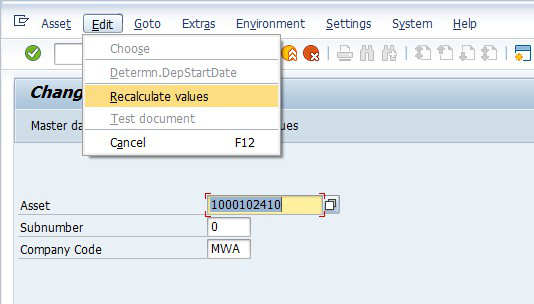 Asset Edit Goto Extras Environment Settings System Help
Choose
Determn.DepStartDate
Recalculate values
Test document
Cancel F12
Chang
Master da ues
Asset 1000102410
Subnumber 0
Company Code MWA